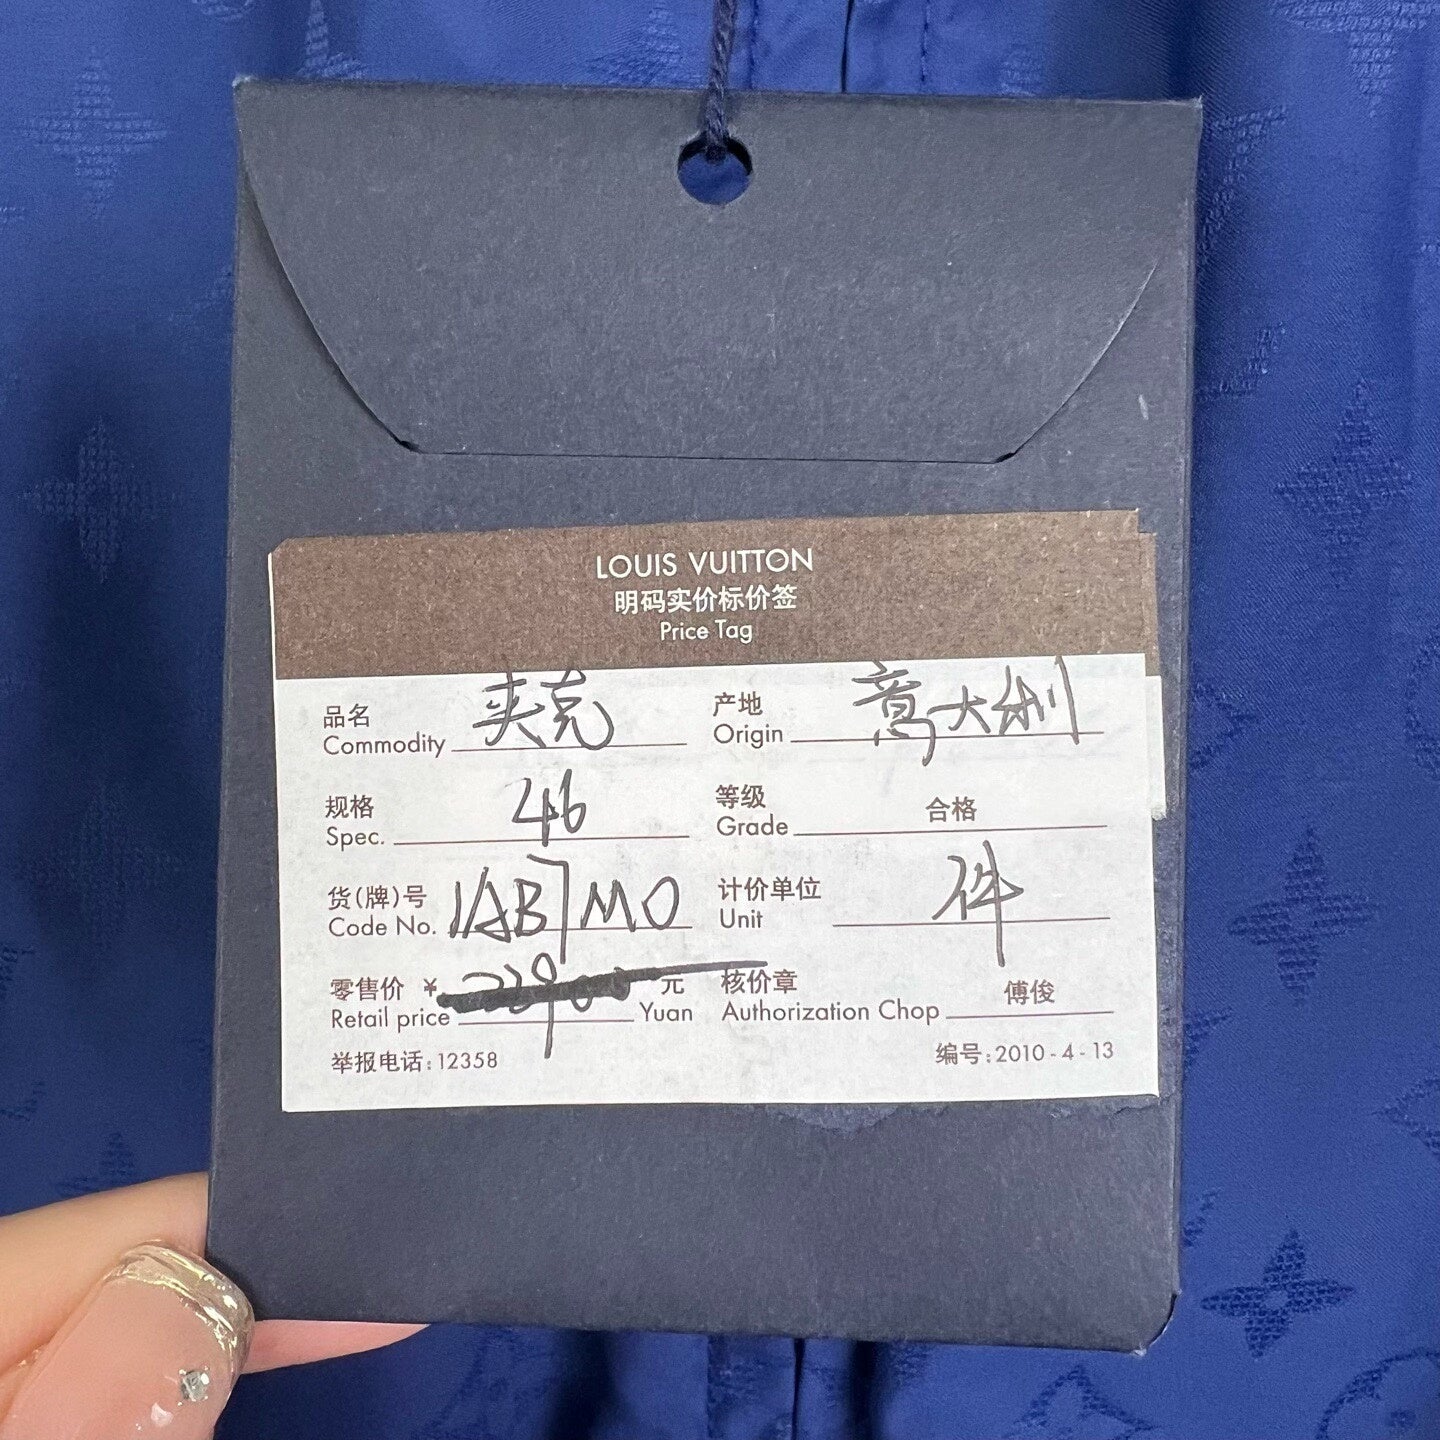 LOUIS VUITTON
明码实价标价签
Price Tag
品名 夹克 产地 意大利
Commodity Origin
规格 46 等级 合格
Spec. Grade
货(牌)号 1AB7MO 计价单位 件
Code No. Unit
零售价 ¥ 元 核价章 傅俊
Retail price Yuan Authorization Chop
举报电话:12358 编号:2010-4-13